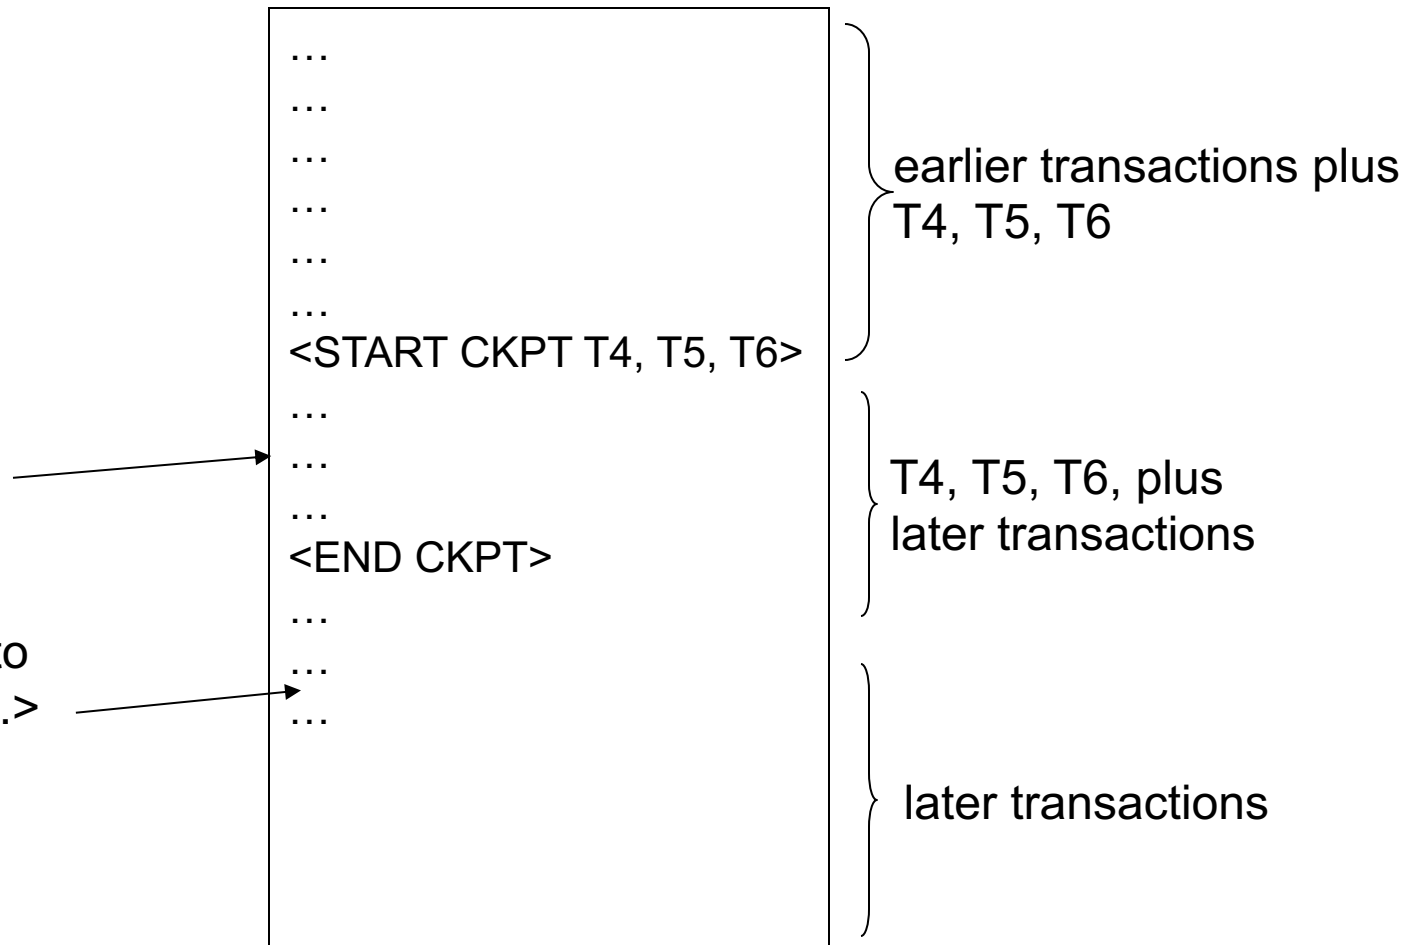 …
…
…
…
…
…
<START CKPT T4, T5, T6>
…
…
…
<END CKPT>
…
…
…
earlier transactions plus
T4, T5, T6
T4, T5, T6, plus
later transactions
later transactions
.>